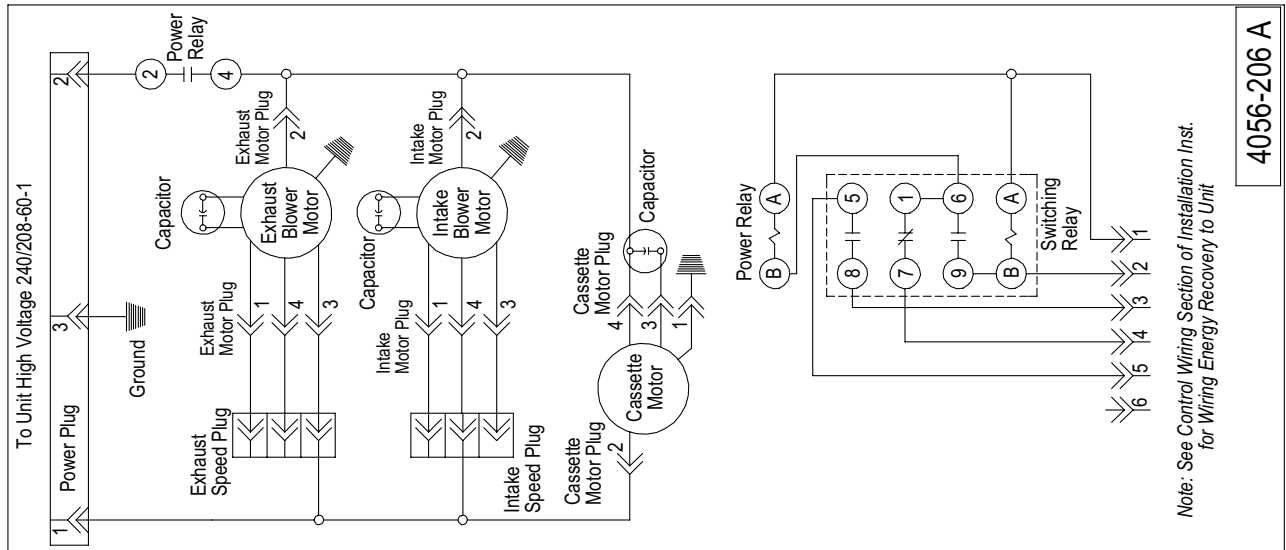 To Unit High Voltage 240/208-60-1
Power Plug
1
3
2
Ground
2
Power
Relay
4
Exhaust
Speed Plug
Exhaust
Motor Plug
1
4
3
Capacitor
Exhaust
Blower
Motor
Exhaust
Motor Plug
2
Intake
Speed Plug
Intake
Motor Plug
1
4
3
Capacitor
Intake
Blower
Motor
Intake
Motor Plug
2
Cassette
Motor Plug
2
Cassette
Motor
Cassette
Motor Plug
4
3
1
Capacitor
Power Relay
B
A
8
5
7
1
9
6
B
A
Switching
Relay
6
5
4
3
2
1
Note: See Control Wiring Section of Installation Inst.
for Wiring Energy Recovery to Unit
4056-206 A